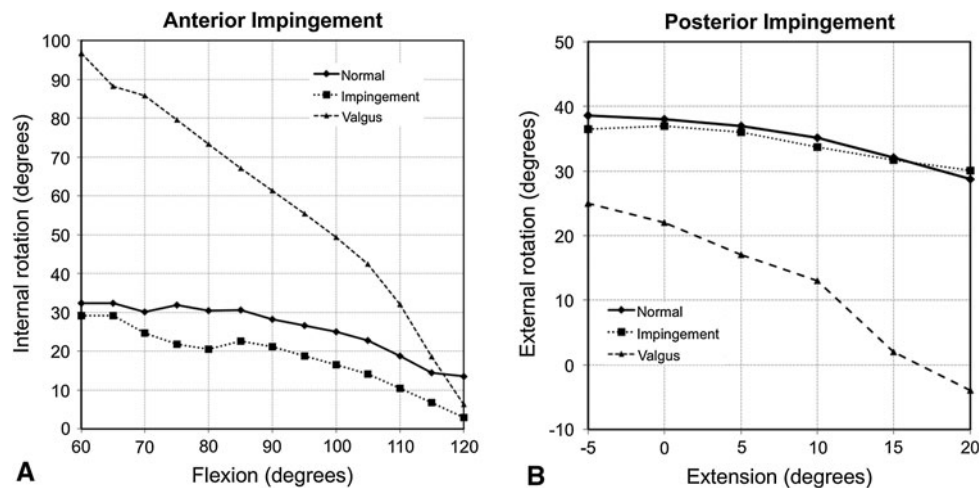 Anterior Impingement
Internal rotation (degrees)
100
90
80
70
60
50
40
30
20
10
0
Normal
Impingement
Valgus
60 70 80 90 100 110 120
Flexion (degrees)
A
Posterior Impingement
External rotation (degrees)
50
40
30
20
10
0
-10
Normal
Impingement
Valgus
-5 0 5 10 15 20
Extension (degrees)
B